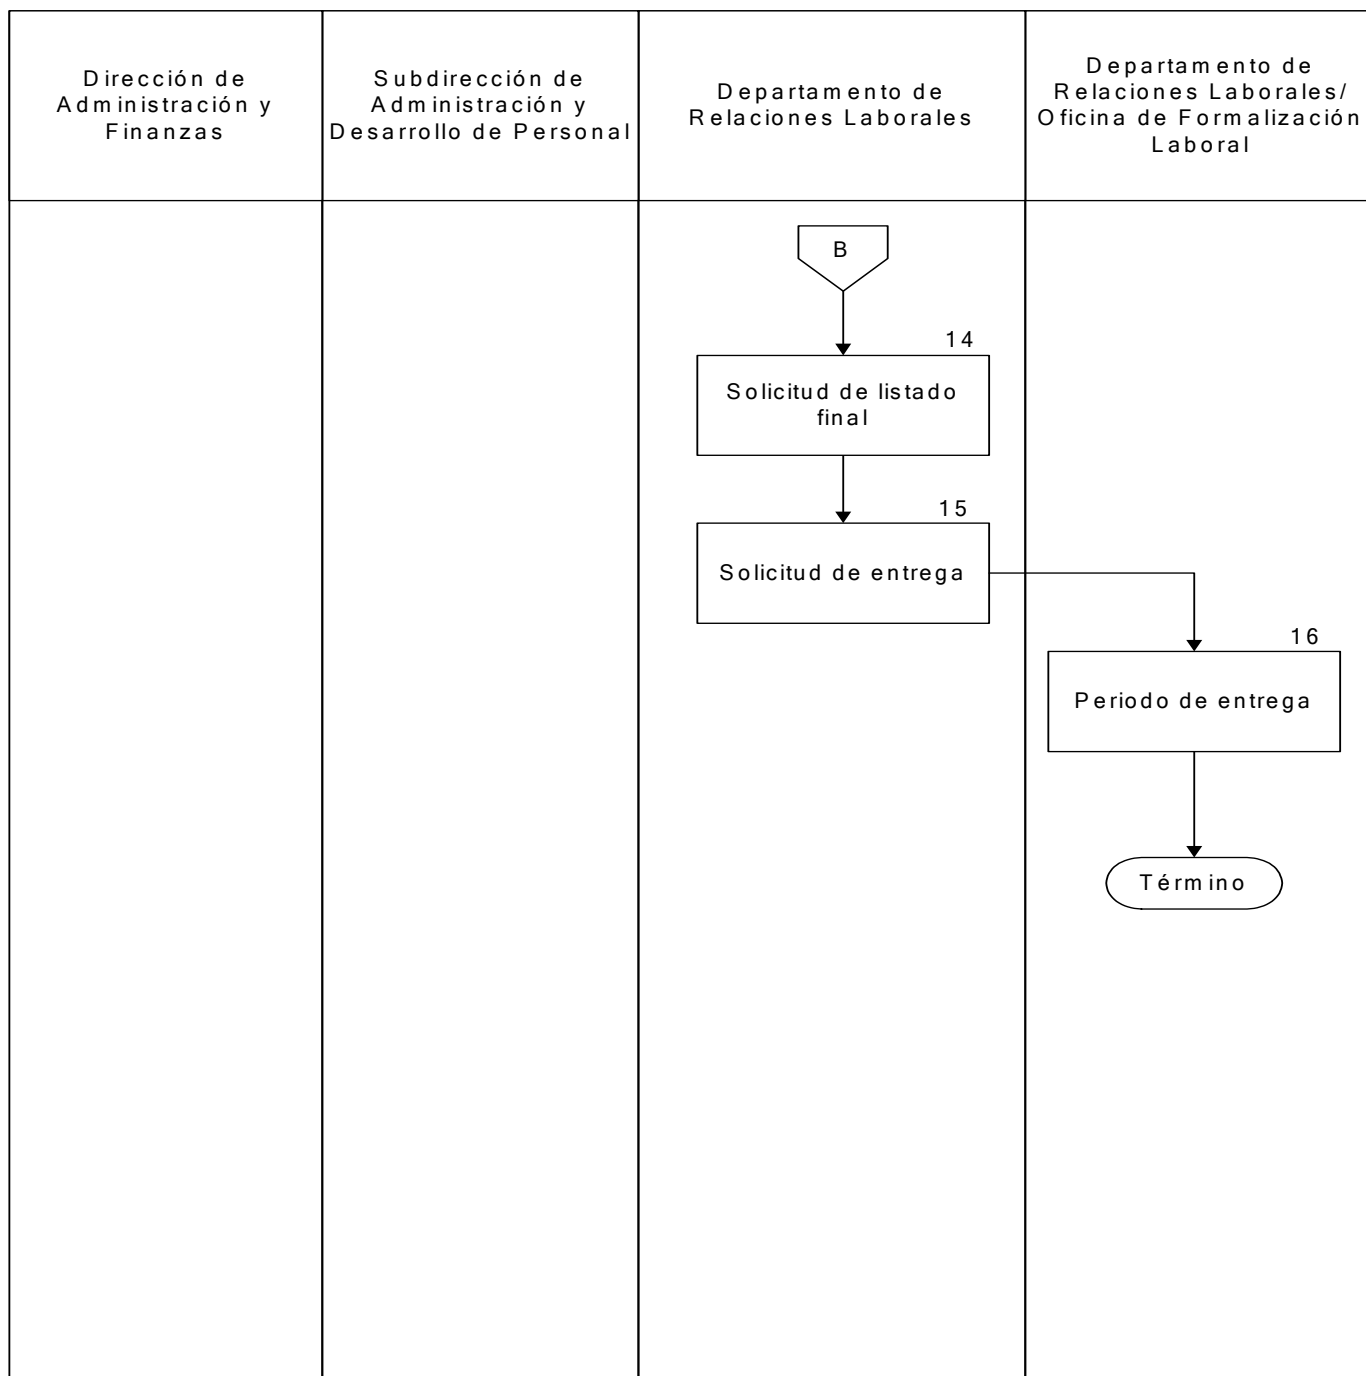 Dirección de
Administración y
Finanzas
Subdirección de
Administración y
Desarrollo de Personal
Departamento de
Relaciones Laborales
Departamento de
Relaciones Laborales/
Oficina de Formalización
Laboral
B
14
Solicitud de listado
final
15
Solicitud de entrega
16
Periodo de entrega
Término